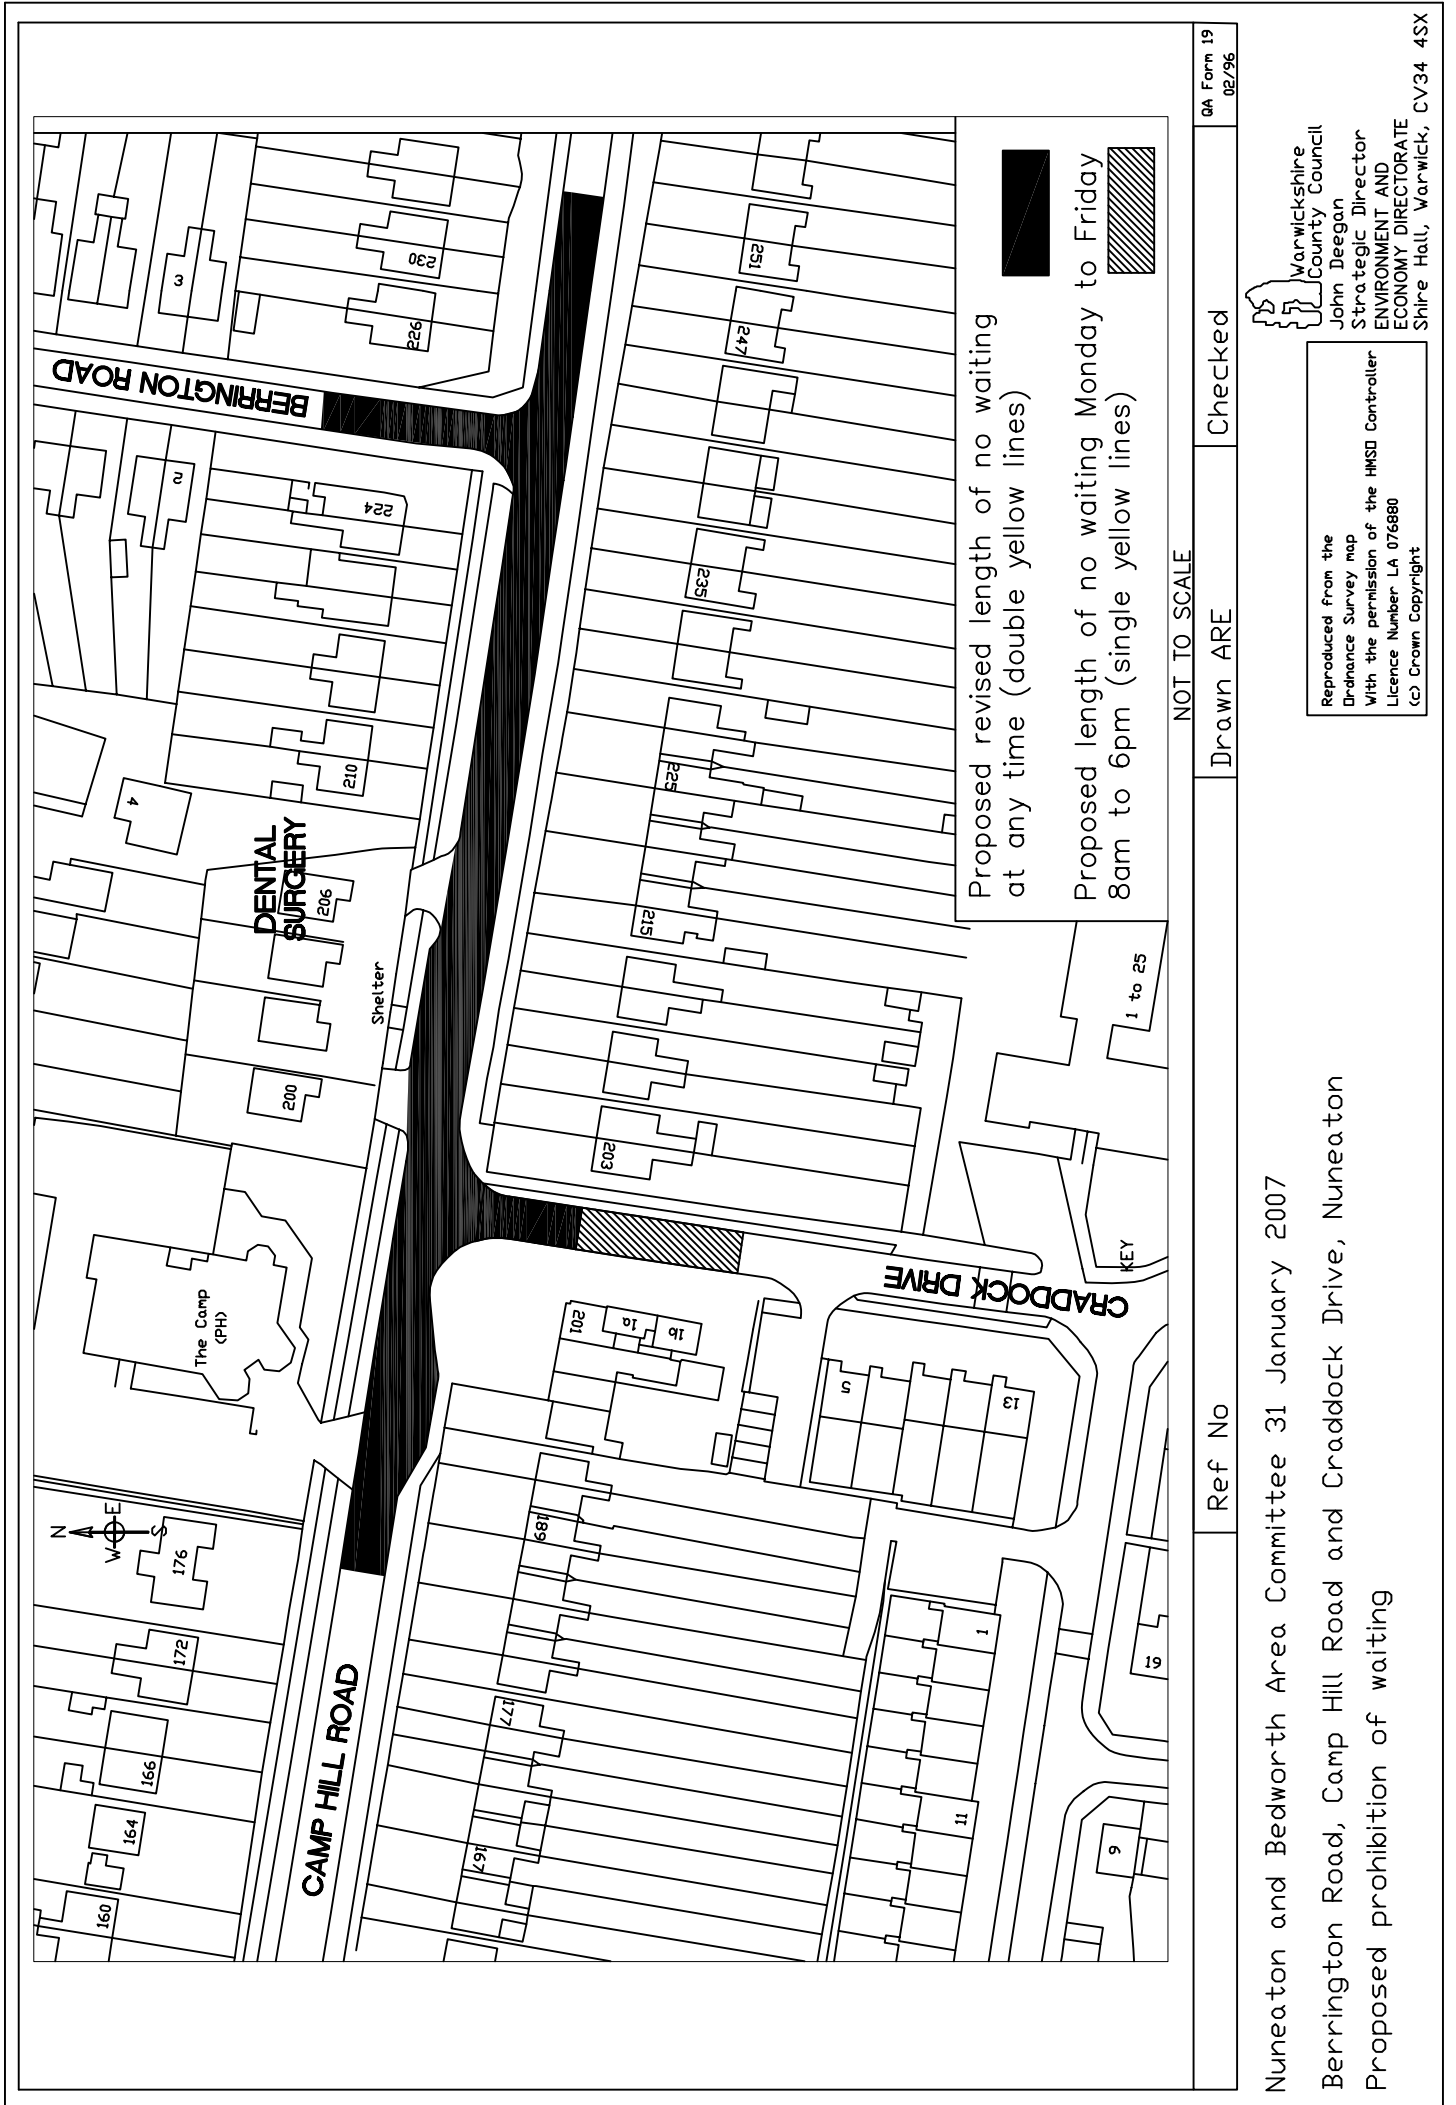 BERRINGTON ROAD
3
230
226
2
224
251
247
235
225
215
203
210
4
DENTAL
SURGERY
206
Shelter
200
The Camp
(PH)
N
W E
S
176
172
166
164
160
CAMP HILL ROAD
201
1a
1b
189
177
167
CRADDOCK DRIVE
KEY
5
13
1
11
19
9
1 to 25
Proposed revised length of no waiting
at any time (double yellow lines)
Proposed length of no waiting Monday to Friday
8am to 6pm (single yellow lines)
NOT TO SCALE
Ref No
Drawn ARE
Checked
QA Form 19
02/96
Nuneaton and Bedworth Area Committee 31 January 2007
Berrington Road, Camp Hill Road and Craddock Drive, Nuneaton
Proposed prohibition of waiting
Reproduced from the
Ordnance Survey map
With the permission of the HMSO Controller
Licence Number LA 076880
(c) Crown Copyright
Warwickshire
County Council
John Deegan
Strategic Director
ENVIRONMENT AND
ECONOMY DIRECTORATE
Shire Hall, Warwick, CV34 4SX